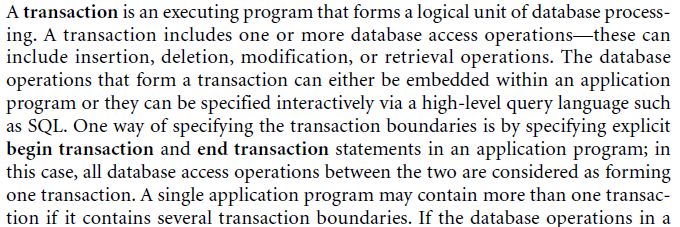 A transaction is an executing program that forms a logical unit of database process-
ing. A transaction includes one or more database access operations—these can
include insertion, deletion, modification, or retrieval operations. The database
operations that form a transaction can either be embedded within an application
program or they can be specified interactively via a high-level query language such
as SQL. One way of specifying the transaction boundaries is by specifying explicit
begin transaction and end transaction statements in an application program; in
this case, all database access operations between the two are considered as forming
one transaction. A single application program may contain more than one transac-
tion if it contains several transaction boundaries. If the database operations in a